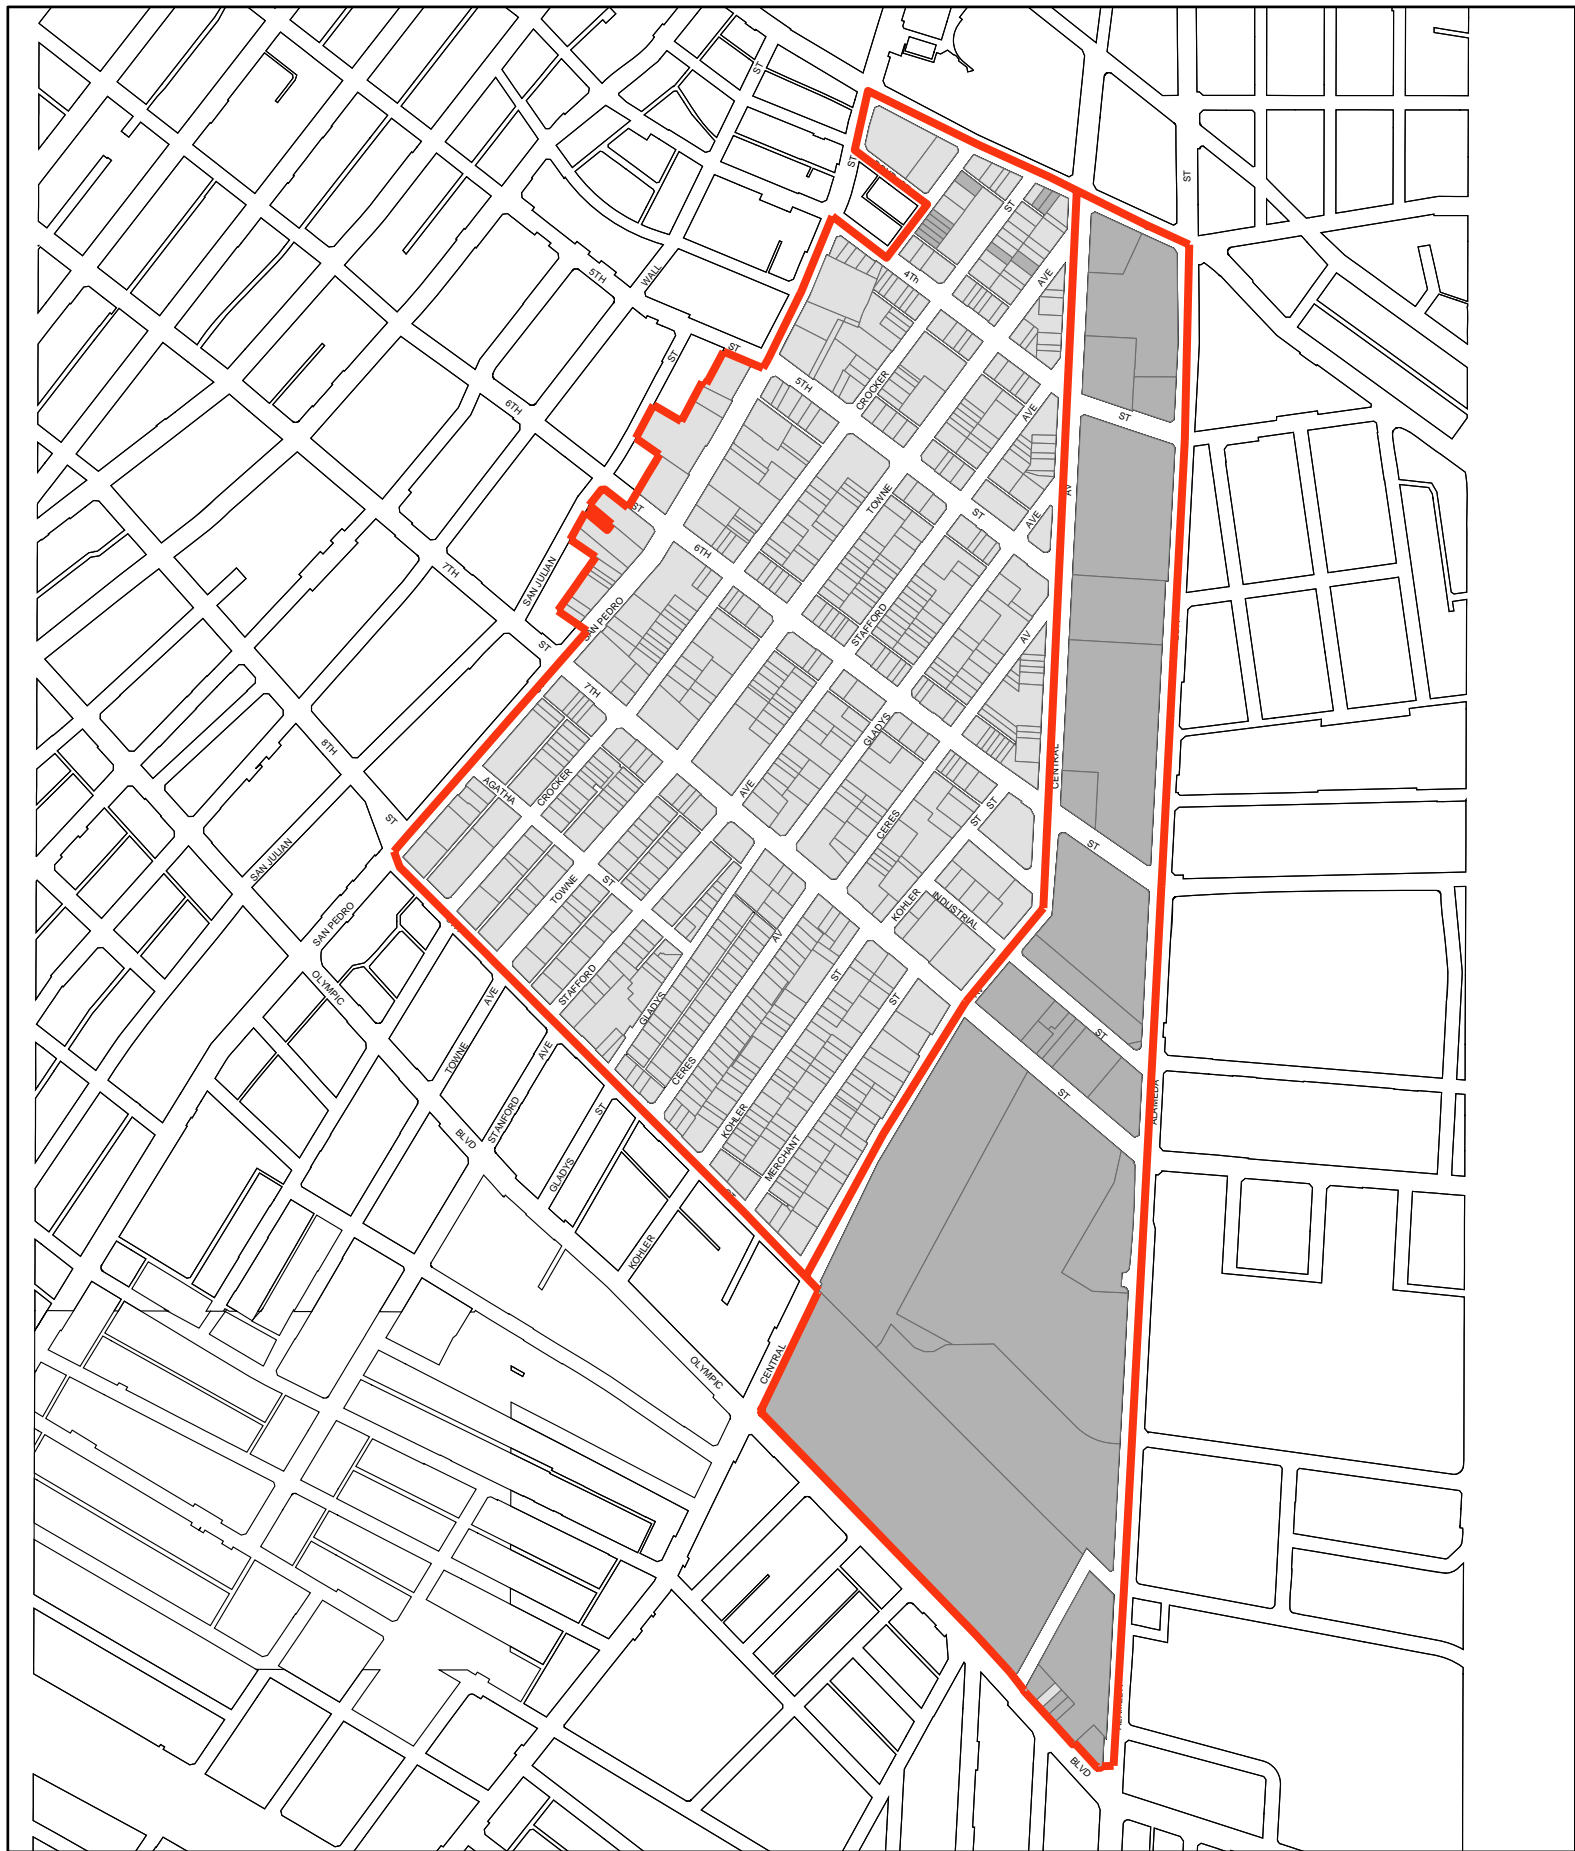 ST
ST
ST
ST
AVE
4Th
WALL
5TH
ST
ST
5TH
CROCKER
AVE
ST
6TH
AV
TOWNE
ST
ST
AVE
6TH
7TH
SAN JULIAN
SAN PEDRO
STAFFORD
AV
ST
7TH
GLADYS
8TH
CENTRAL
AGATHA
CROCKER
AVE
ST
ST
CERES
ST
ST
SAN JULIAN
ST
TOWNE
KOHLER
INDUSTRIAL
SAN PEDRO
AV
OLYMPIC
STAFFORD
ST
AVE
GLADYS
ST
ST
AVE
TOWNE
CERES
ST
ALAMEDA
STANFORD
ST
KOHLER
BLVD
MERCHANT
GLADYS
ST
KOHLER
CENTRAL
OLYMPIC
BLVD